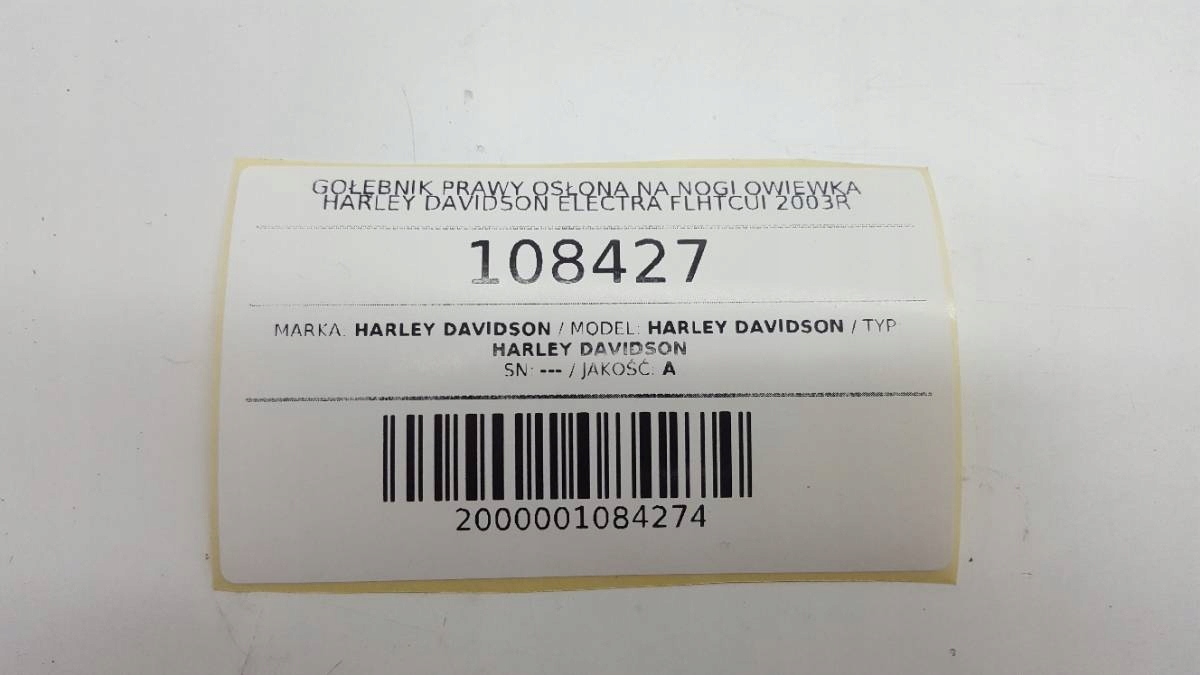 GOŁĘBNIK PRAWY OSŁONA NA NOGI OWIEWKA
HARLEY DAVIDSON ELECTRA FLHTCUI 2003R
108427
MARKA: HARLEY DAVIDSON / MODEL: HARLEY DAVIDSON / TYP
HARLEY DAVIDSON
SN: --- / JAKOŚĆ: A
2000001084274